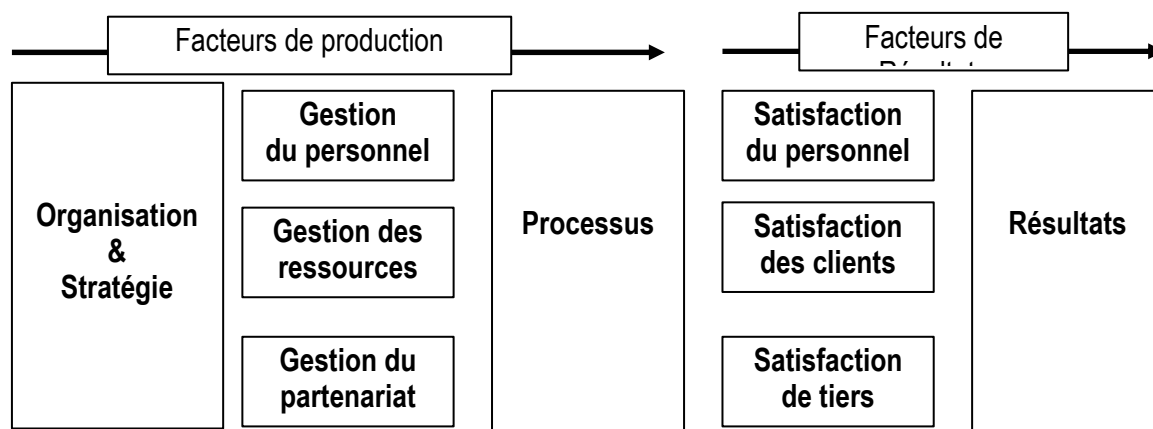 Facteurs de production
Facteurs de
Organisation
&
Stratégie
Gestion
du personnel
Gestion des
ressources
Gestion du
partenariat
Processus
Satisfaction
du personnel
Satisfaction
des clients
Satisfaction
de tiers
Résultats